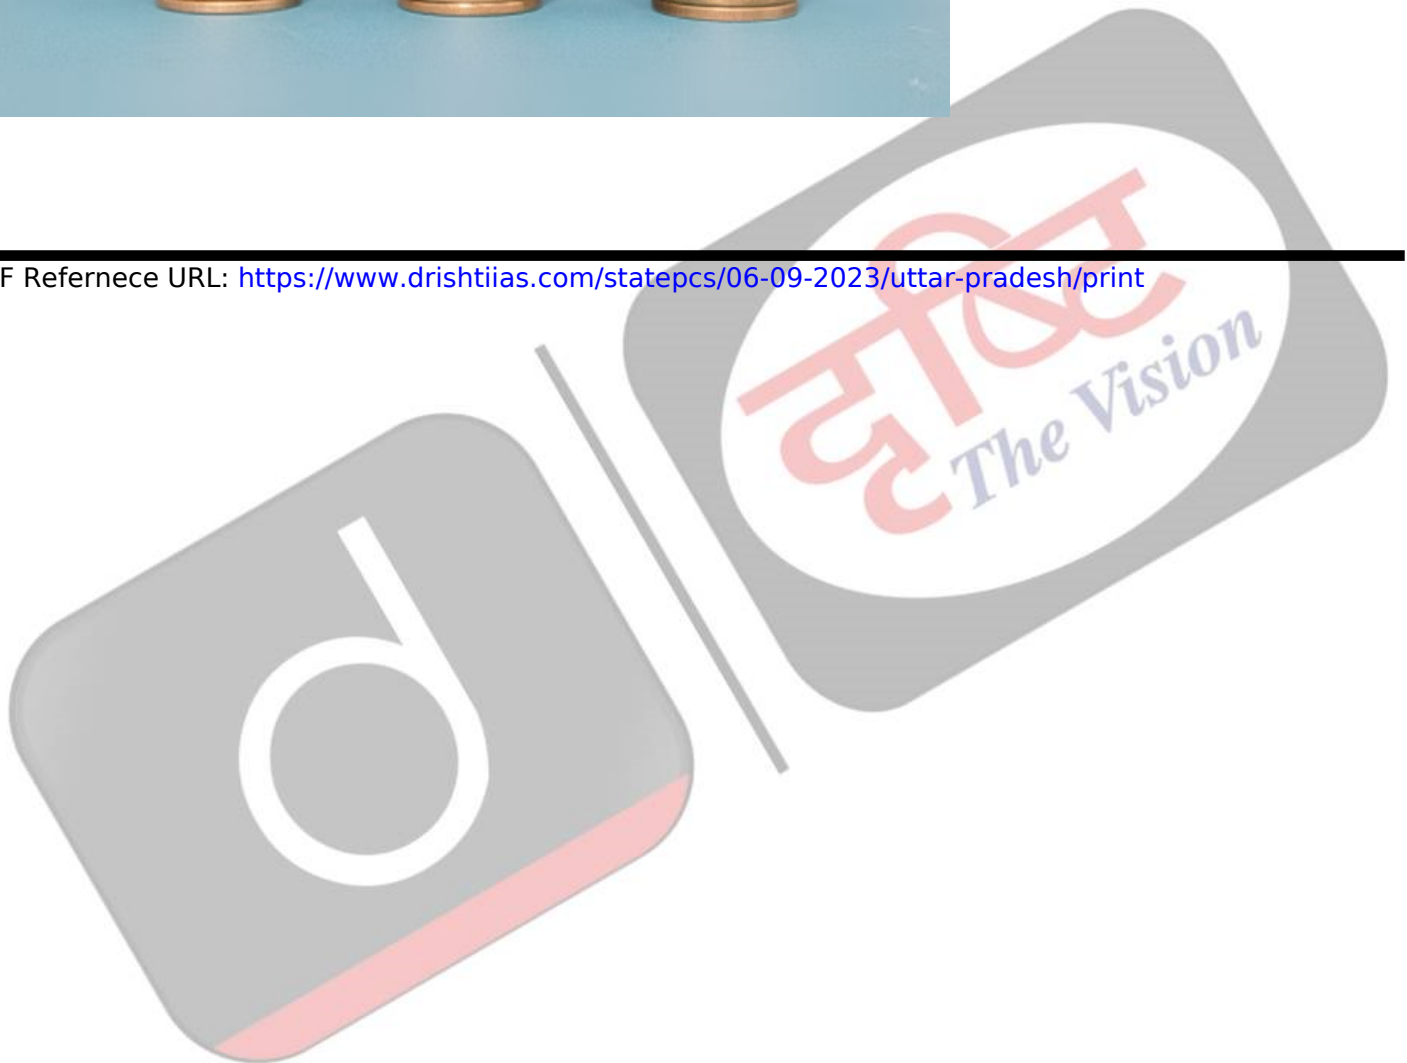 F Refernece URL: https://www.drishtiias.com/statepcs/06-09-2023/uttar-pradesh/print
दृष्टि
The Vision
d